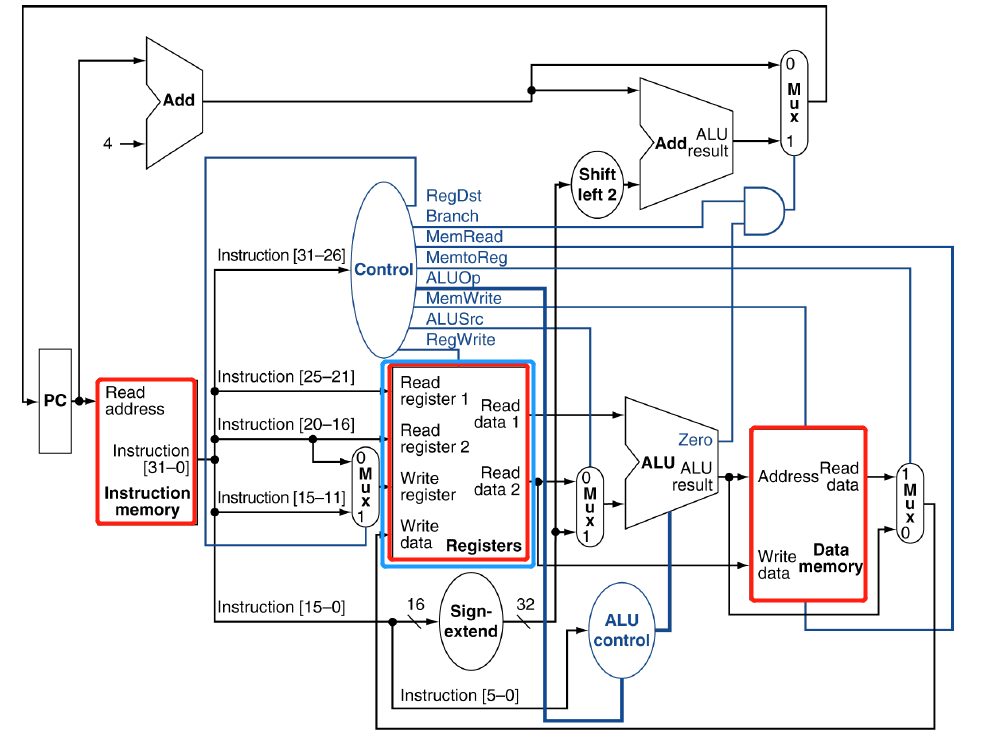 0
M
u
x
1
Add
4
Add ALU
result
Shift
left 2
RegDst
Branch
MemRead
MemtoReg
ALUOp
MemWrite
ALUSrc
RegWrite
Instruction [31–26]
Control
PC
Read
address
Instruction
[31–0]
Instruction
memory
Instruction [25–21]
Instruction [20–16]
Instruction [15–11]
0
M
u
x
1
Read
register 1
Read
register 2
Write
register
Write
data
Read
data 1
Read
data 2
Registers
0
M
u
x
1
Zero
ALU
ALU
result
Address
Read
data
Write
data
Data
memory
1
M
u
x
0
Instruction [15–0]
16
Sign-
extend
32
ALU
control
Instruction [5–0]